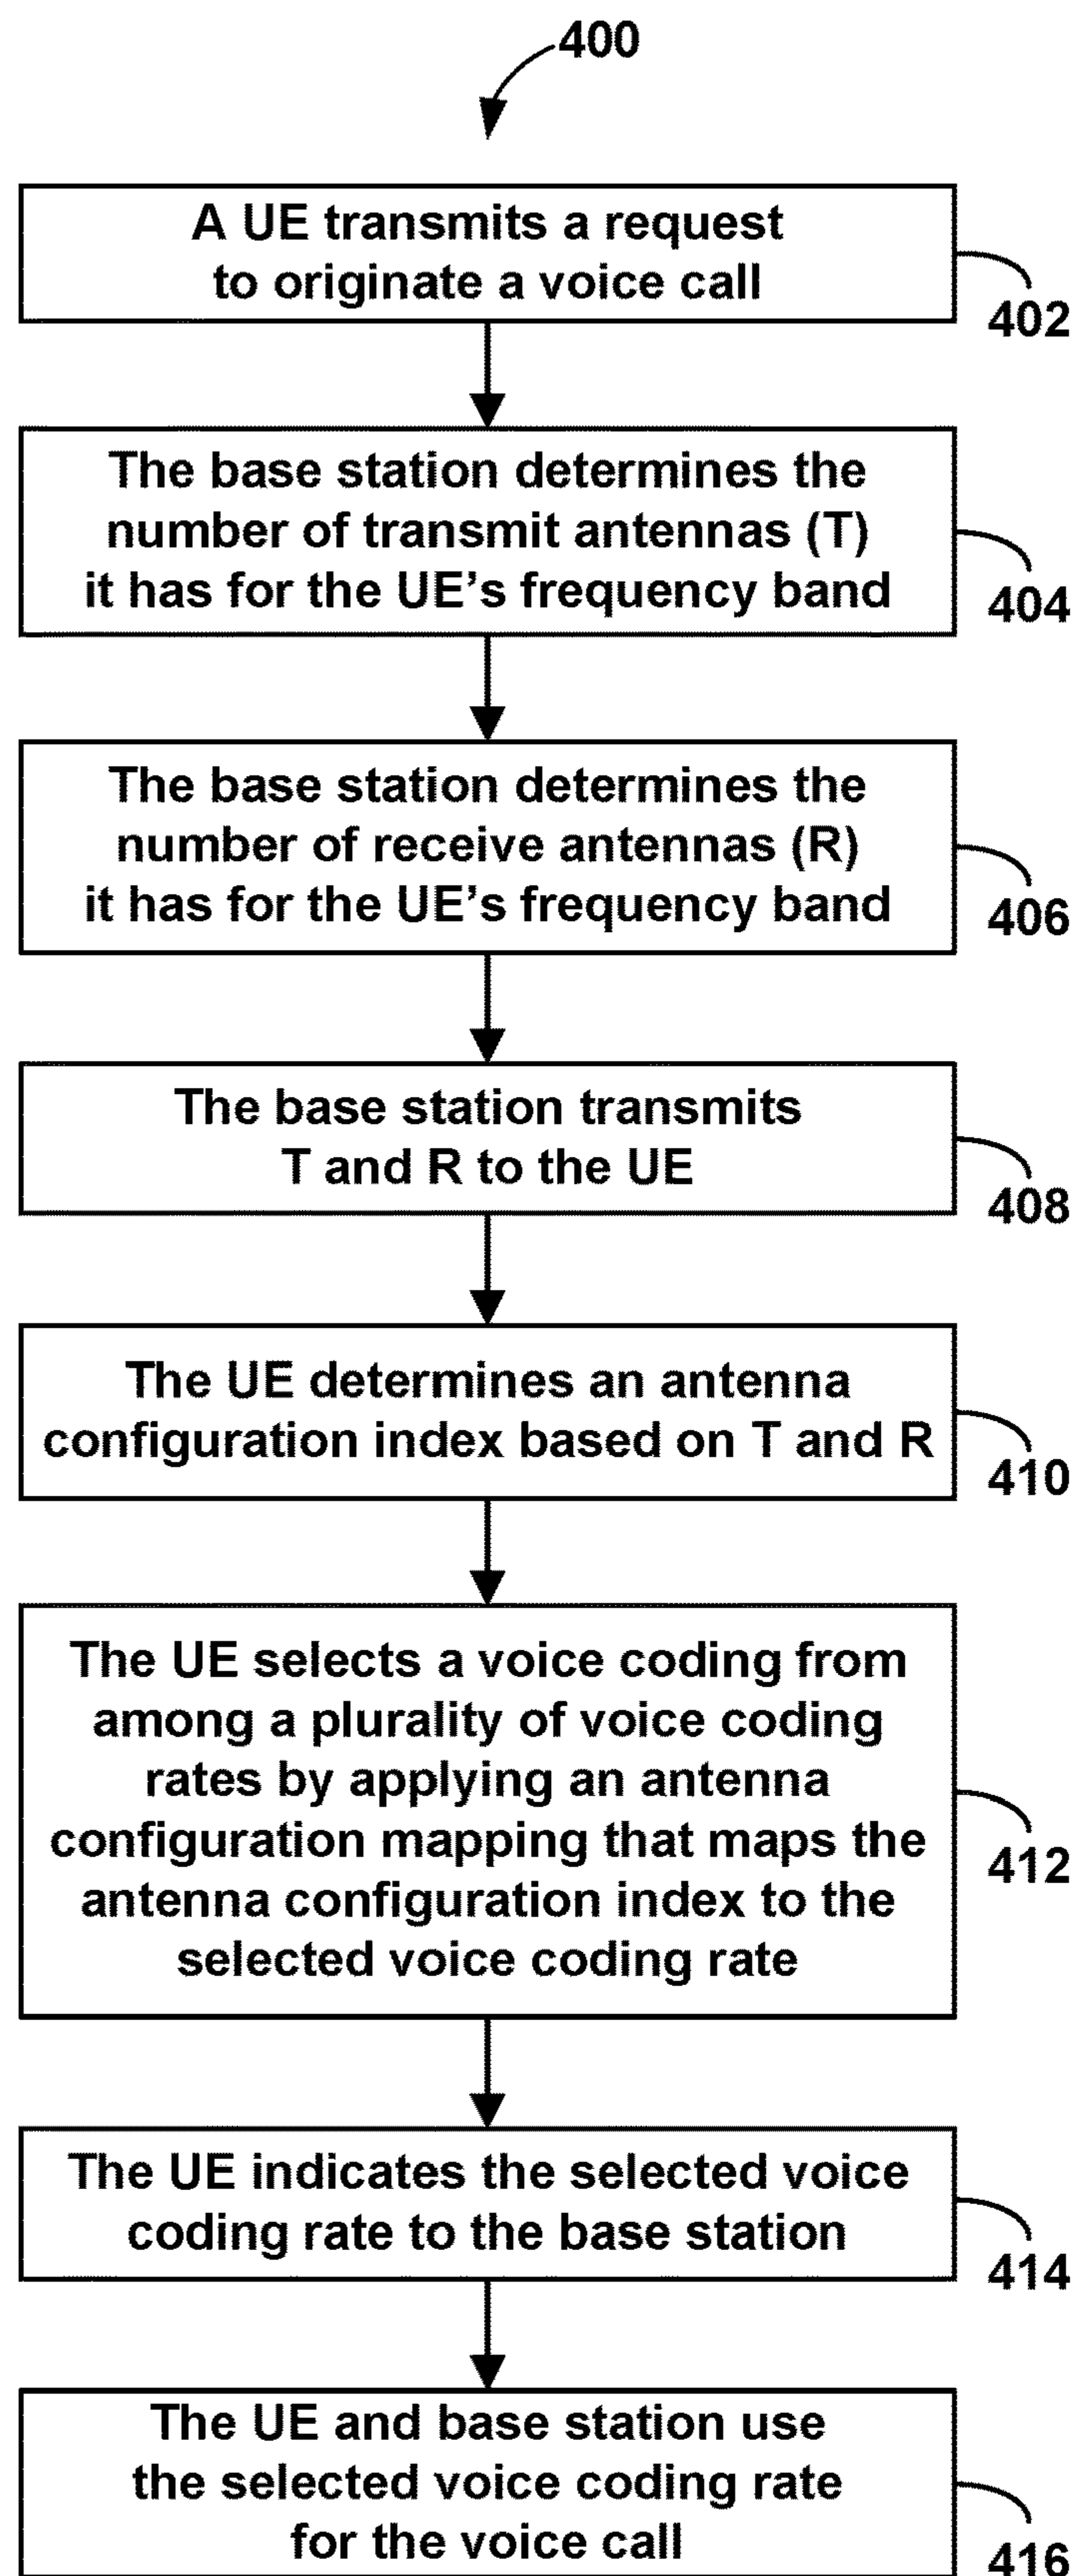 400
A UE transmits a request
to originate a voice call
402
The base station determines the
number of transmit antennas (T)
it has for the UE’s frequency band
404
The base station determines the
number of receive antennas (R)
it has for the UE’s frequency band
406
The base station transmits
T and R to the UE
408
The UE determines an antenna
configuration index based on T and R
410
The UE selects a voice coding from
among a plurality of voice coding
rates by applying an antenna
configuration mapping that maps the
antenna configuration index to the
selected voice coding rate
412
The UE indicates the selected voice
coding rate to the base station
414
The UE and base station use
the selected voice coding rate
for the voice call
416